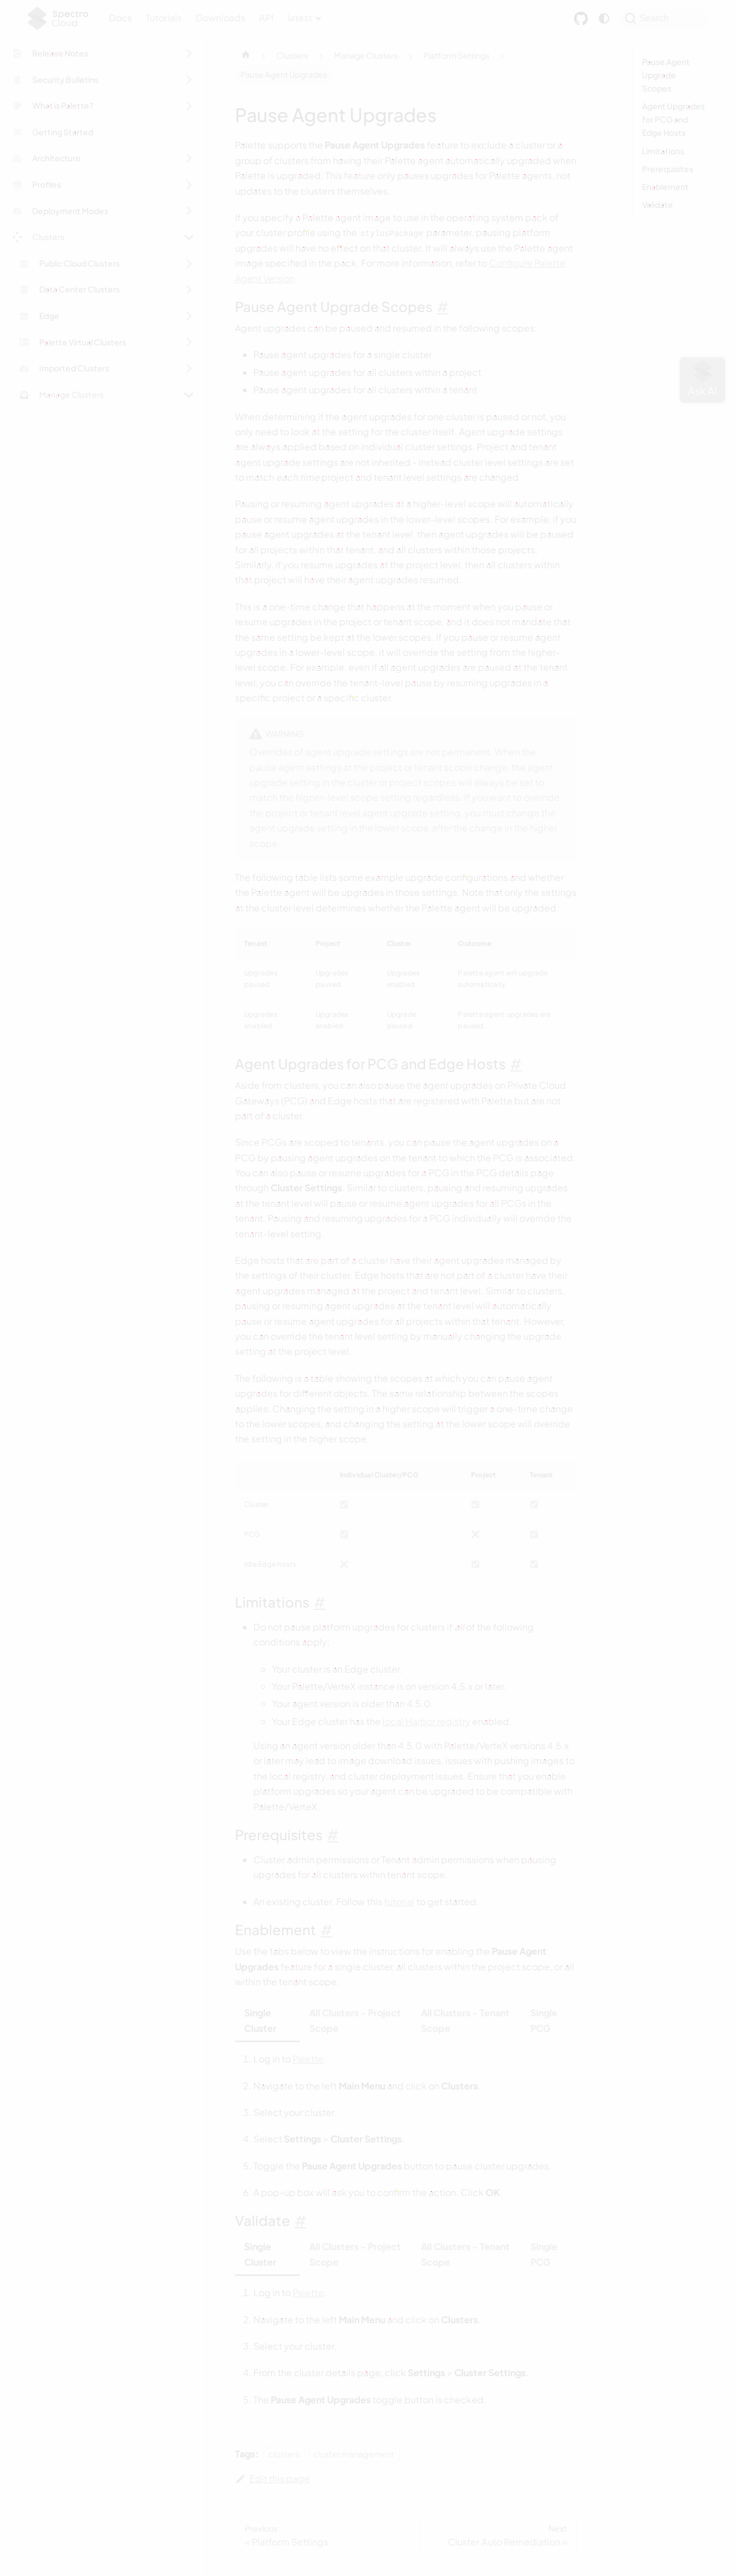 Spectro
Cloud
Docs
Tutorials
Downloads
API
latest
Search
Release Notes
Security Bulletins
What is Palette?
Getting Started
Architecture
Profiles
Deployment Modes
Clusters
Public Cloud Clusters
Data Center Clusters
Edge
Palette Virtual Clusters
Imported Clusters
Manage Clusters
Clusters
Manage Clusters
Platform Settings
Pause Agent Upgrades
Pause Agent Upgrades
Palette supports the Pause Agent Upgrades feature to exclude a cluster or a
group of clusters from having their Palette agent automatically upgraded when
Palette is upgraded. This feature only pauses upgrades for Palette agents, not
updates to the clusters themselves.
If you specify a Palette agent image to use in the operating system pack of
your cluster profile using the stylusPackage parameter, pausing platform
upgrades will have no effect on that cluster. It will always use the Palette agent
image specified in the pack. For more information, refer to Configure Palette
Agent Version.
Pause Agent Upgrade Scopes #
Agent upgrades can be paused and resumed in the following scopes:
Pause agent upgrades for a single cluster
Pause agent upgrades for all clusters within a project
Pause agent upgrades for all clusters within a tenant
When determining if the agent upgrades for one cluster is paused or not, you
only need to look at the setting for the cluster itself. Agent upgrade settings
are always applied based on individual cluster settings. Project and tenant
agent upgrade settings are not inherited - instead cluster level settings are set
to match each time project and tenant level settings are changed.
Pausing or resuming agent upgrades at a higher-level scope will automatically
pause or resume agent upgrades in the lower-level scopes. For example, if you
pause agent upgrades at the tenant level, then agent upgrades will be paused
for all projects within that tenant, and all clusters within those projects.
Similarly, if you resume upgrades at the project level, then all clusters within
that project will have their agent upgrades resumed.
This is a one-time change that happens at the moment when you pause or
resume upgrades in the project or tenant scope, and it does not mandate that
the same setting be kept at the lower scopes. If you pause or resume agent
upgrades in a lower-level scope, it will override the setting from the higher-
level scope. For example, even if all agent upgrades are paused at the tenant
level, you can override the tenant-level pause by resuming upgrades in a
specific project or a specific cluster.
WARNING
Overrides of agent upgrade settings are not permanent. When the
pause agent settings at the project or tenant scope change, the agent
upgrade setting in the cluster or project scopes will always be set to
match the higher-level scope setting regardless. If you want to override
the project or tenant level agent upgrade setting, you must change the
agent upgrade setting in the lower scope after the change in the higher
scope.
The following table lists some example upgrade configurations and whether
the Palette agent will be upgrades in those settings. Note that only the settings
at the cluster level determines whether the Palette agent will be upgraded.
Tenant Project Cluster Outcome
Upgrades paused Upgrades paused Upgrades enabled Palette agent will upgrade automatically.
Upgrades enabled Upgrades enabled Upgrade paused Palette agent upgrades are paused.
Agent Upgrades for PCG and Edge Hosts #
Aside from clusters, you can also pause the agent upgrades on Private Cloud
Gateways (PCG) and Edge hosts that are registered with Palette but are not
part of a cluster.
Since PCGs are scoped to tenants, you can pause the agent upgrades on a
PCG by pausing agent upgrades on the tenant to which the PCG is associated.
You can also pause or resume upgrades for a PCG in the PCG details page
through Cluster Settings. Similar to clusters, pausing and resuming upgrades
at the tenant level will pause or resume agent upgrades for all PCGs in the
tenant. Pausing and resuming upgrades for a PCG individually will override the
tenant-level setting.
Edge hosts that are part of a cluster have their agent upgrades managed by
the settings of their cluster. Edge hosts that are not part of a cluster have their
agent upgrades managed at the project and tenant level. Similar to clusters,
pausing or resuming agent upgrades at the tenant level will automatically
pause or resume agent upgrades for all projects within that tenant. However,
you can override the tenant level setting by manually changing the upgrade
setting at the project level.
The following is a table showing the scopes at which you can pause agent
upgrades for different objects. The same relationship between the scopes
applies: Changing the setting in a higher scope will trigger a one-time change
to the lower scopes, and changing the setting at the lower scope will override
the setting in the higher scope.
Individual Cluster/PCG Project Tenant
Cluster
PCG
Idle Edge hosts
Limitations #
Do not pause platform upgrades for clusters if all of the following
conditions apply:
Your cluster is an Edge cluster.
Your Palette/VerteX instance is on version 4.5.x or later.
Your agent version is older than 4.5.0.
Your Edge cluster has the local Harbor registry enabled.
Using an agent version older than 4.5.0 with Palette/VerteX versions 4.5.x
or later may lead to image download issues, issues with pushing images to
the local registry, and cluster deployment issues. Ensure that you enable
platform upgrades so your agent can be upgraded to be compatible with
Palette/VerteX.
Prerequisites #
Cluster admin permissions or Tenant admin permissions when pausing
upgrades for all clusters within tenant scope.
An existing cluster. Follow this tutorial to get started.
Enablement #
Use the tabs below to view the instructions for enabling the Pause Agent
Upgrades feature for a single cluster, all clusters within the project scope, or all
within the tenant scope.
Single Cluster
All Clusters - Project Scope
All Clusters - Tenant Scope
Single PCG
1. Log in to Palette.
2. Navigate to the left Main Menu and click on Clusters.
3. Select your cluster.
4. Select Settings > Cluster Settings.
5. Toggle the Pause Agent Upgrades button to pause cluster upgrades.
6. A pop-up box will ask you to confirm the action. Click OK.
Validate #
Single Cluster
All Clusters - Project Scope
All Clusters - Tenant Scope
Single PCG
1. Log in to Palette.
2. Navigate to the left Main Menu and click on Clusters.
3. Select your cluster.
4. From the cluster details page, click Settings > Cluster Settings.
5. The Pause Agent Upgrades toggle button is checked.
Tags:
clusters
cluster management
Edit this page
Previous
« Platform Settings
Next
Cluster Auto Remediation »
Pause Agent
Upgrade
Scopes
Agent Upgrades
for PCG and
Edge Hosts
Limitations
Prerequisites
Enablement
Validate
Ask AI